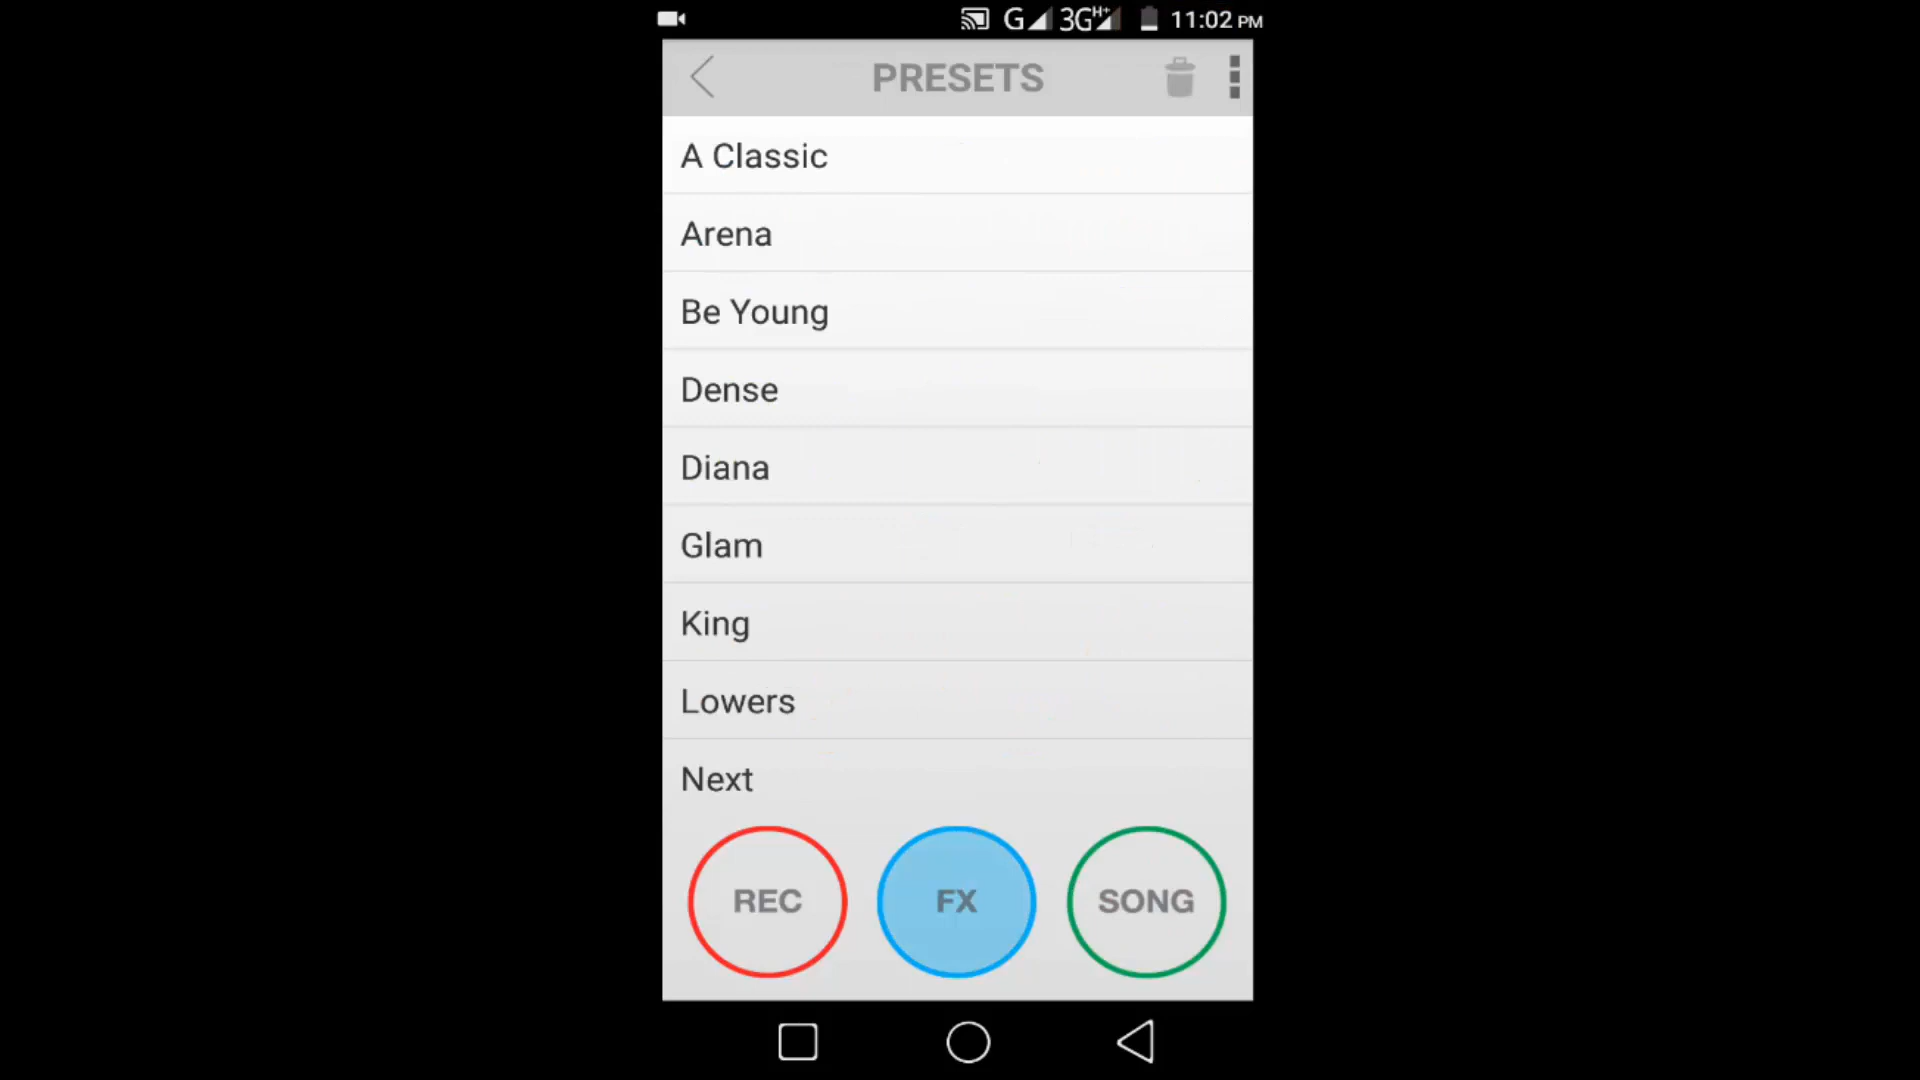 G 3G H+ 11:02 PM
PRESETS
A Classic
Arena
Be Young
Dense
Diana
Glam
King
Lowers
Next
REC FX SONG